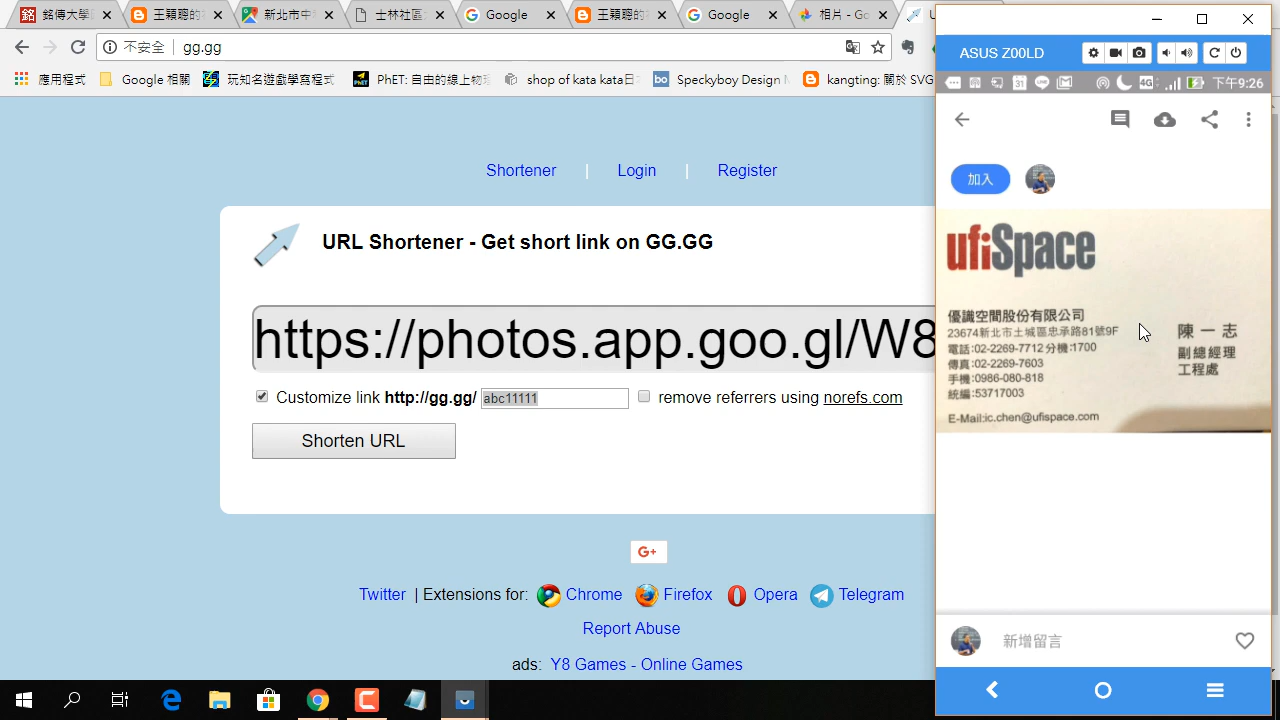 銘傳大學
王穎聰的
新北市中
士林社區
Google
王穎聰的
Google
相片 - Go
不安全 gg.gg
應用程式 Google 相關 玩知名遊戲學寫程式 PhET: 自由的線上物 shop of kata kata日 Speckyboy Design kangting: 關於 SVG
Shortener | Login | Register
URL Shortener - Get short link on GG.GG
https://photos.app.goo.gl/W8
Customize link http://gg.gg/ abc11111 remove referrers using norefs.com
Shorten URL
G+
Twitter | Extensions for: Chrome Firefox Opera Telegram
Report Abuse
ads: Y8 Games - Online Games
ASUS Z00LD
31 4G 下午9:26
加入
ufiSpace
優識空間股份有限公司
23674新北市土城區忠承路81號9F
電話:02-2269-7712 分機:1700
傳真:02-2269-7603
手機:0986-080-818
統編:53717003
E-Mail:ic.chen@ufispace.com
陳一志
副總經理
工程處
新增留言